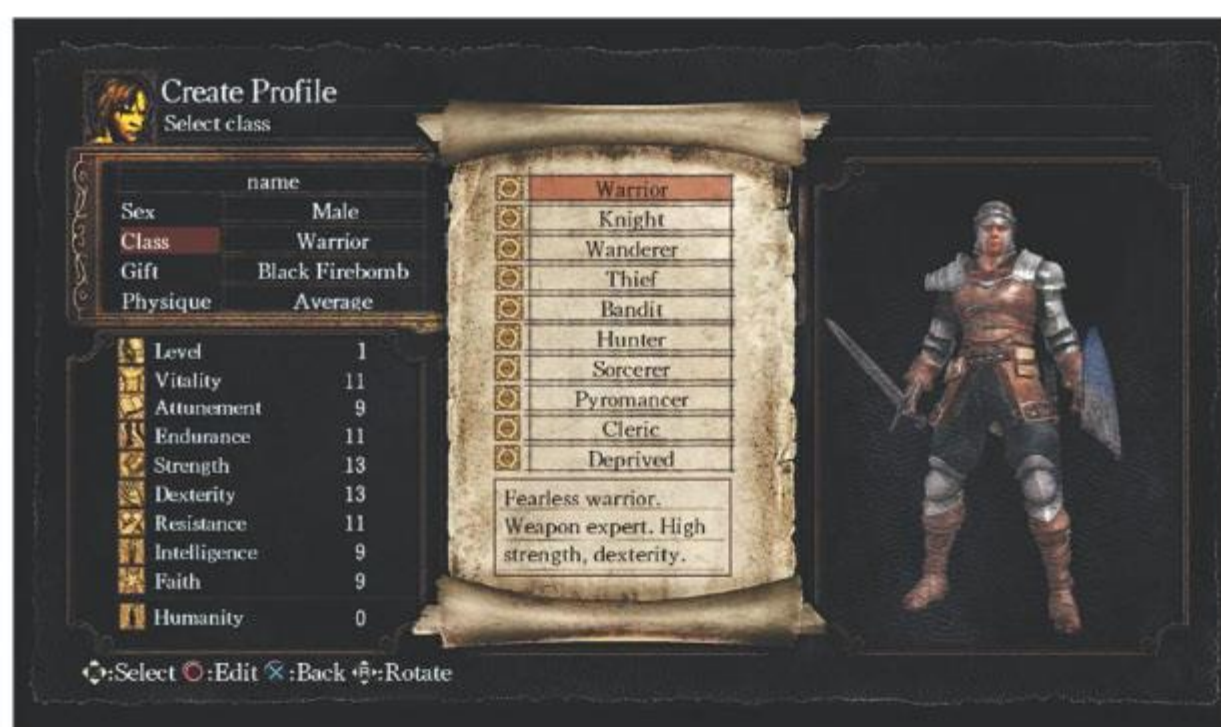 Create Profile
Select class
name
Sex Male
Class Warrior
Gift Black Firebomb
Physique Average
Level 1
Vitality 11
Attunement 9
Endurance 11
Strength 13
Dexterity 13
Resistance 11
Intelligence 9
Faith 9
Humanity 0
Warrior
Knight
Wanderer
Thief
Bandit
Hunter
Sorcerer
Pyromancer
Cleric
Deprived
Fearless warrior.
Weapon expert. High
strength, dexterity.
:Select :Edit :Back R:Rotate